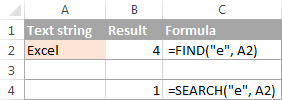 A B C
1 Text string Result Formula
2 Excel 4 =FIND("e", A2)
3
4 1 =SEARCH("e", A2)